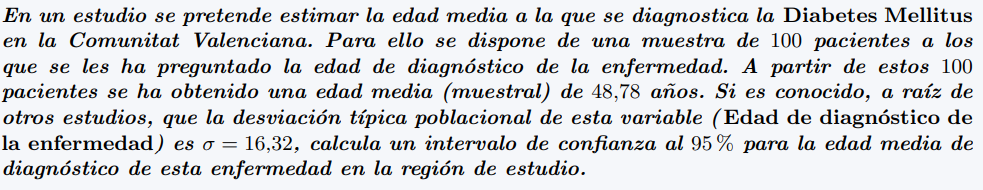 En un estudio se pretende estimar la edad media a la que se diagnostica la Diabetes Mellitus
en la Comunitat Valenciana. Para ello se dispone de una muestra de 100 pacientes a los
que se les ha preguntado la edad de diagnóstico de la enfermedad. A partir de estos 100
pacientes se ha obtenido una edad media (muestral) de 48,78 años. Si es conocido, a raíz de
otros estudios, que la desviación típica poblacional de esta variable (Edad de diagnóstico de
la enfermedad) es σ = 16,32, calcula un intervalo de confianza al 95 % para la edad media de
diagnóstico de esta enfermedad en la región de estudio.